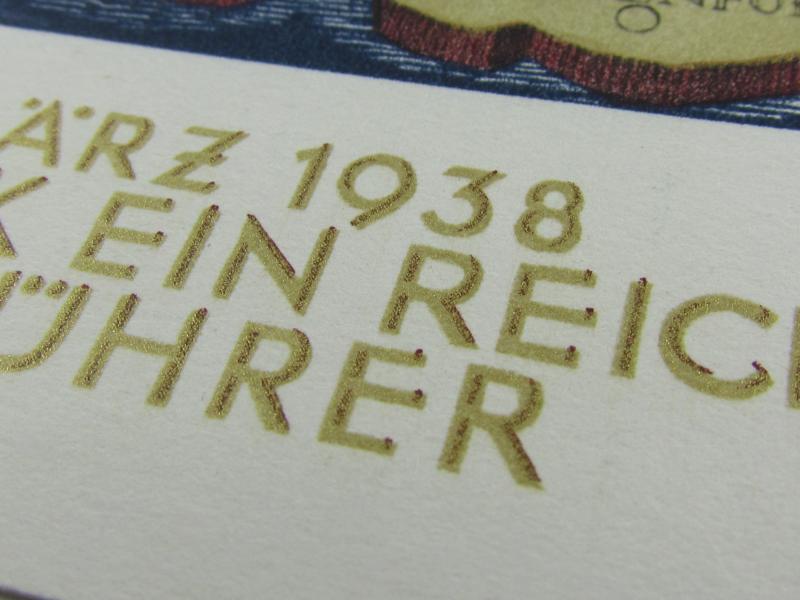 ÄRZ 1938
K EIN REIC
ÜHRER